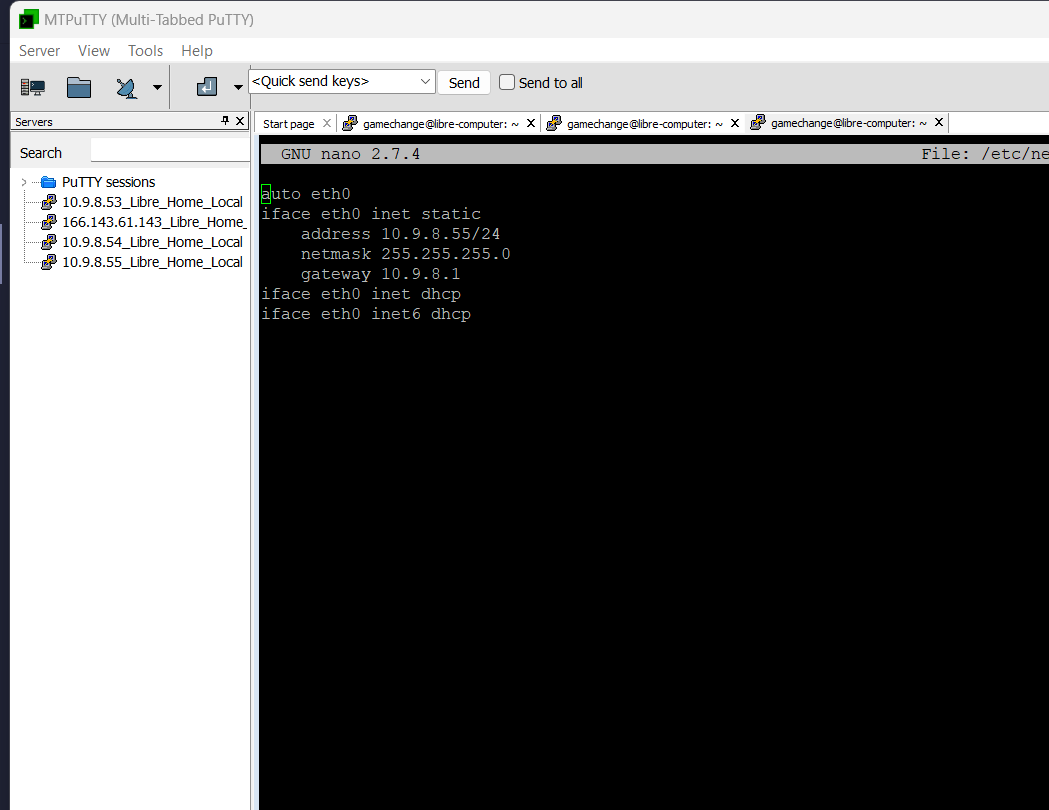 MTPuTTY (Multi-Tabbed PuTTY)
Server View Tools Help
<Quick send keys> Send Send to all
Servers
Start page gamechange@libre-computer: ~ gamechange@libre-computer: ~ gamechange@libre-computer: ~
Search
PuTTY sessions
10.9.8.53_Libre_Home_Local
166.143.61.143_Libre_Home_
10.9.8.54_Libre_Home_Local
10.9.8.55_Libre_Home_Local
GNU nano 2.7.4 File: /etc/ne
auto eth0
iface eth0 inet static
address 10.9.8.55/24
netmask 255.255.255.0
gateway 10.9.8.1
iface eth0 inet dhcp
iface eth0 inet6 dhcp